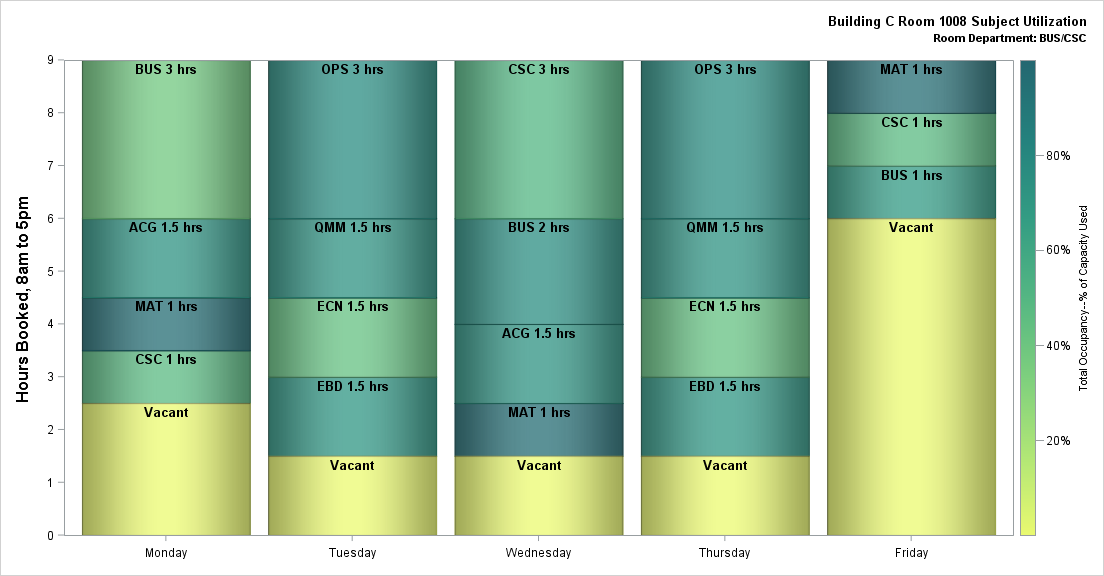 Building C Room 1008 Subject Utilization
Room Department: BUS/CSC
Hours Booked, 8am to 5pm
9
8
7
6
5
4
3
2
1
0
BUS 3 hrs
ACG 1.5 hrs
MAT 1 hrs
CSC 1 hrs
Vacant
OPS 3 hrs
QMM 1.5 hrs
ECN 1.5 hrs
EBD 1.5 hrs
Vacant
CSC 3 hrs
BUS 2 hrs
ACG 1.5 hrs
MAT 1 hrs
Vacant
OPS 3 hrs
QMM 1.5 hrs
ECN 1.5 hrs
EBD 1.5 hrs
Vacant
MAT 1 hrs
CSC 1 hrs
BUS 1 hrs
Vacant
Monday
Tuesday
Wednesday
Thursday
Friday
80%
60%
40%
20%
Total Occupancy--% of Capacity Used